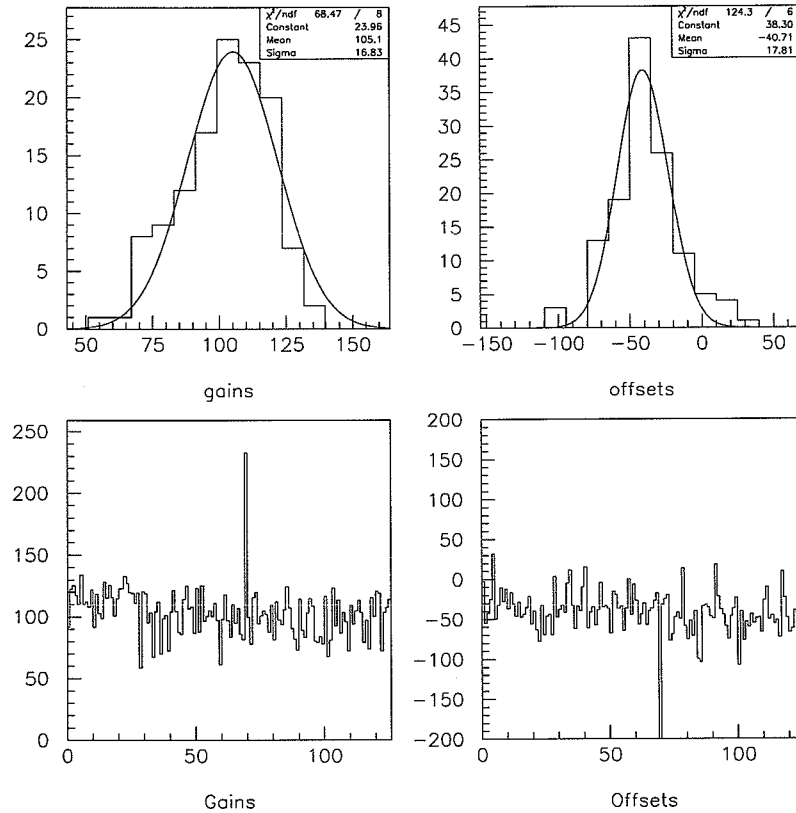 χ²/ndf 68.47 / 8
Constant 23.96
Mean 105.1
Sigma 16.83
25
20
15
10
5
0
50 75 100 125 150
gains
χ²/ndf 124.3 / 6
Constant 38.30
Mean -40.71
Sigma 17.81
45
40
35
30
25
20
15
10
5
0
-150 -100 -50 0 50
offsets
250
200
150
100
50
0
0 50 100
Gains
200
150
100
50
0
-50
-100
-150
-200
0 50 100
Offsets